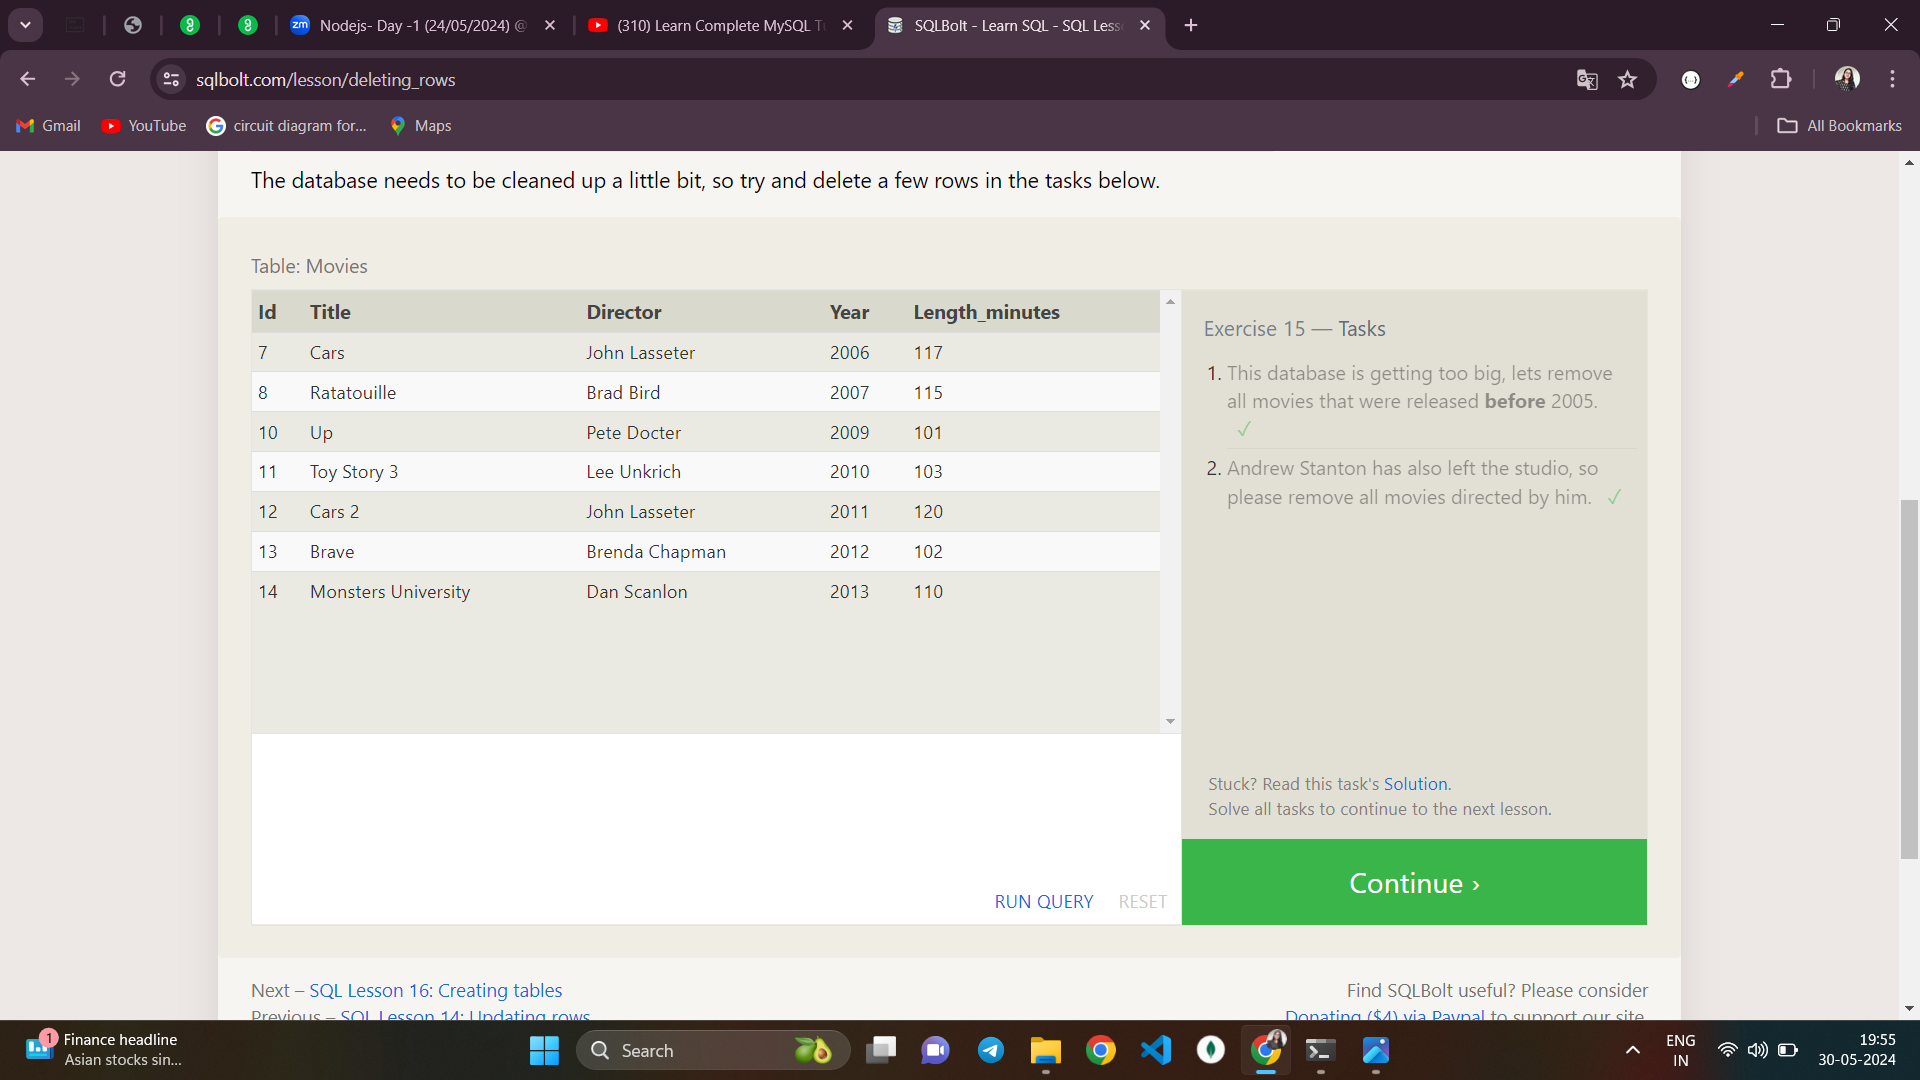 zm Nodejs- Day -1 (24/05/2024) @
(310) Learn Complete MySQL Tu
SQLBolt - Learn SQL - SQL Less
sqlbolt.com/lesson/deleting_rows
Gmail YouTube circuit diagram for... Maps All Bookmarks
The database needs to be cleaned up a little bit, so try and delete a few rows in the tasks below.
Table: Movies
Id Title Director Year Length_minutes
7 Cars John Lasseter 2006 117
8 Ratatouille Brad Bird 2007 115
10 Up Pete Docter 2009 101
11 Toy Story 3 Lee Unkrich 2010 103
12 Cars 2 John Lasseter 2011 120
13 Brave Brenda Chapman 2012 102
14 Monsters University Dan Scanlon 2013 110
Exercise 15 — Tasks
1. This database is getting too big, lets remove
all movies that were released before 2005.
✓
2. Andrew Stanton has also left the studio, so
please remove all movies directed by him. ✓
Stuck? Read this task's Solution.
Solve all tasks to continue to the next lesson.
RUN QUERY RESET
Continue ›
Next – SQL Lesson 16: Creating tables
Previous – SQL Lesson 14: Updating rows
Find SQLBolt useful? Please consider
Donating ($4) via Paypal to support our site.
1
Finance headline
Asian stocks sin...
Search
ENG
IN
19:55
30-05-2024